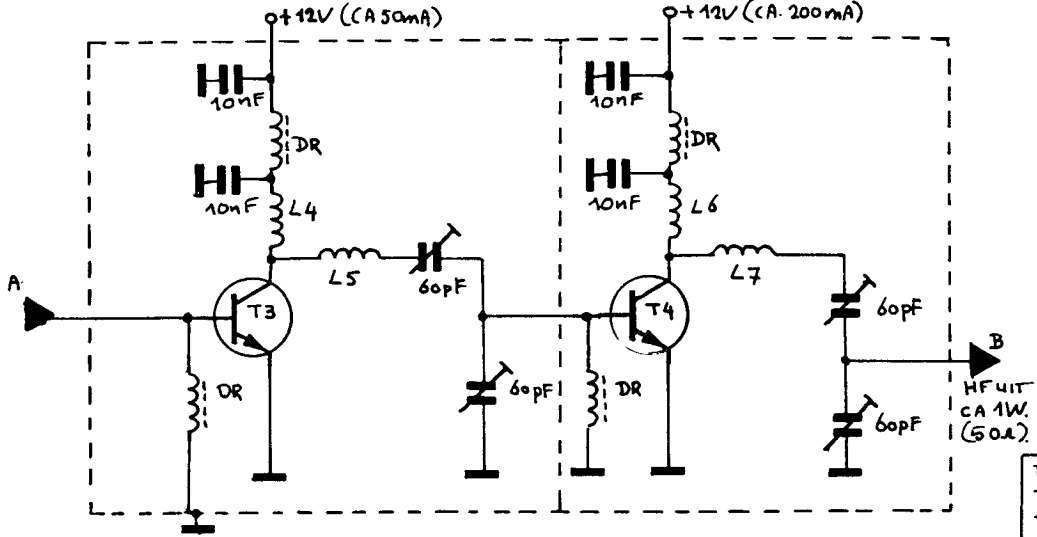 +12V (CA 50mA)
+12V (CA. 200mA)
10nF
DR
10nF
L4
10nF
DR
10nF
L6
A
T3
L5
60pF
T4
L7
60pF
DR
60pF
DR
60pF
B
HF UIT
CA 1W.
(50Ω)